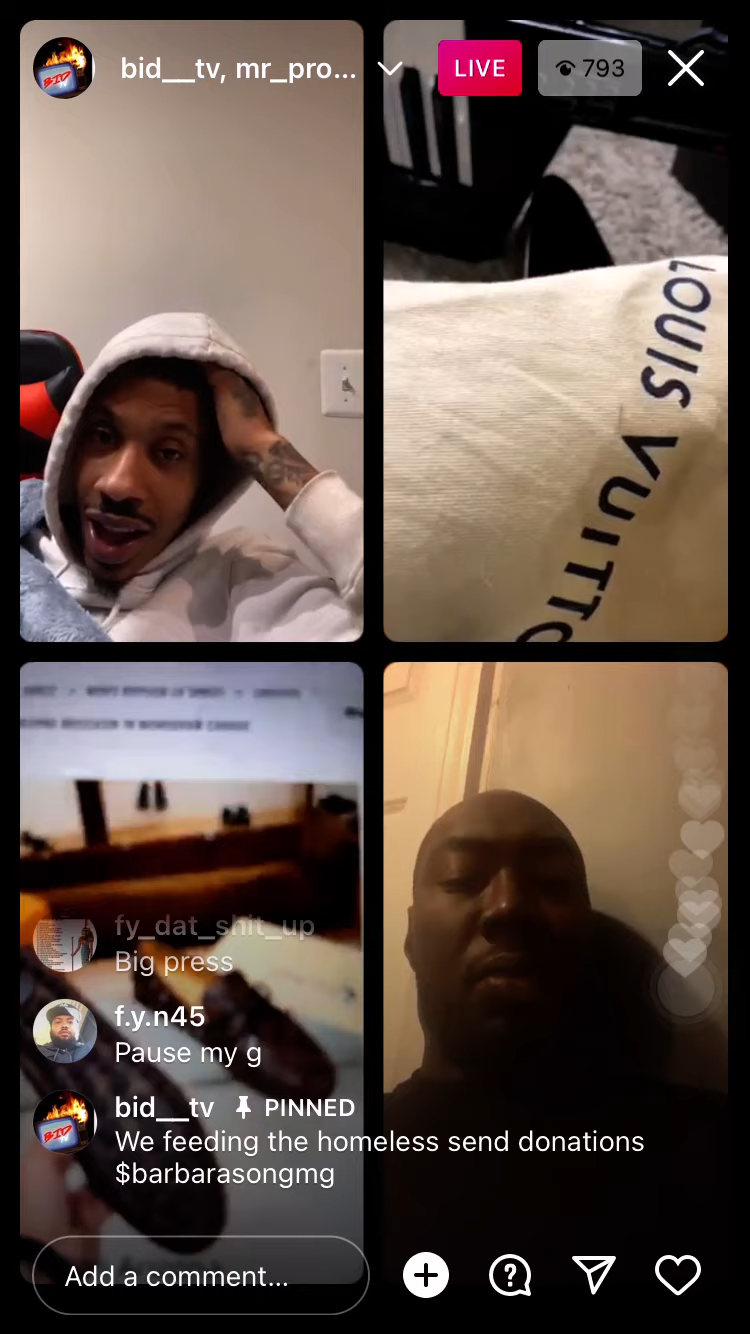 bid__tv, mr_pro...
LIVE
793
LOUIS VUITTO
fy_dat_shit_up
Big press
f.y.n45
Pause my g
bid__tv PINNED
We feeding the homeless send donations
$barbarasongmg
Add a comment...